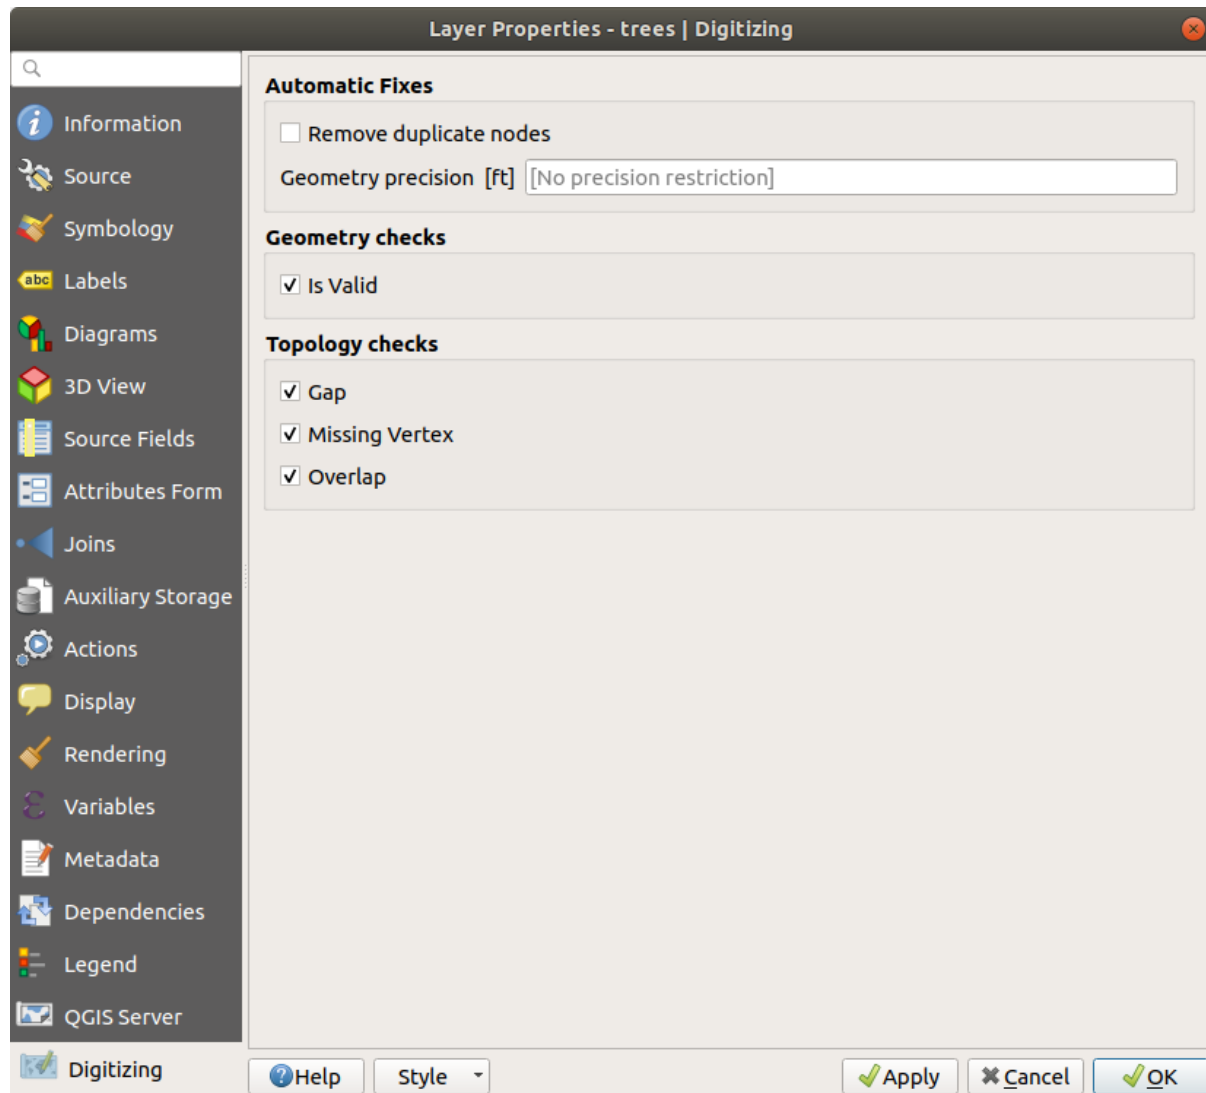 Layer Properties - trees | Digitizing
Information
Source
Symbology
abc Labels
Diagrams
3D View
Source Fields
Attributes Form
Joins
Auxiliary Storage
Actions
Display
Rendering
Variables
Metadata
Dependencies
Legend
QGIS Server
Digitizing
Automatic Fixes
Remove duplicate nodes
Geometry precision [ft] [No precision restriction]
Geometry checks
Is Valid
Topology checks
Gap
Missing Vertex
Overlap
Help Style Apply Cancel OK